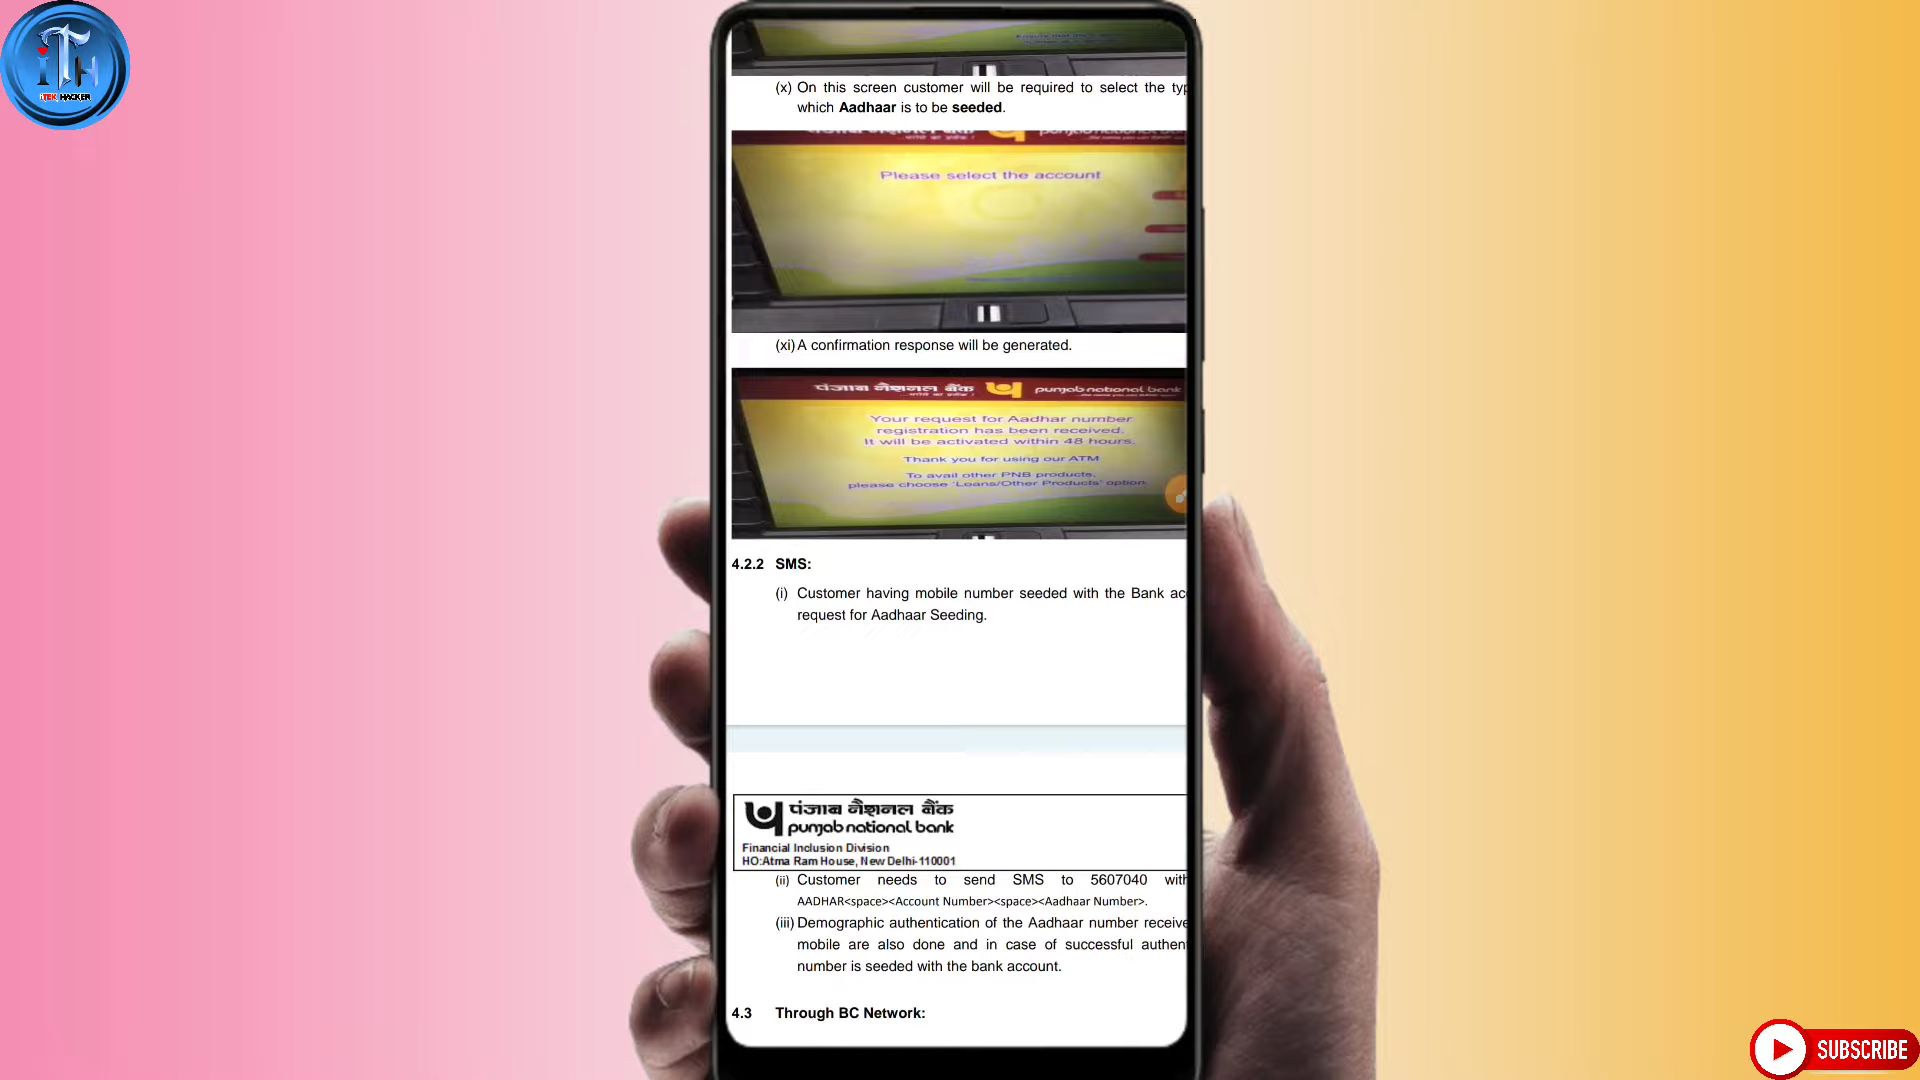 iTH
iTEK HACKER
(x) On this screen customer will be required to select the typ
which Aadhaar is to be seeded.
punjab national
Please select the account
(xi) A confirmation response will be generated.
पंजाब नैशनल बैंक punjab national bank
Your request for Aadhar number
registration has been received.
It will be activated within 48 hours.
Thank you for using our ATM
To avail other PNB products,
please choose 'Loans/Other Products' option
4.2.2 SMS:
(i) Customer having mobile number seeded with the Bank acc
request for Aadhaar Seeding.
पंजाब नैशनल बैंक
punjab national bank
Financial Inclusion Division
HO:Atma Ram House, New Delhi-110001
(ii) Customer needs to send SMS to 5607040 with
AADHAR<space><Account Number><space><Aadhaar Number>.
(iii) Demographic authentication of the Aadhaar number receive
mobile are also done and in case of successful authen
number is seeded with the bank account.
4.3 Through BC Network:
SUBSCRIBE